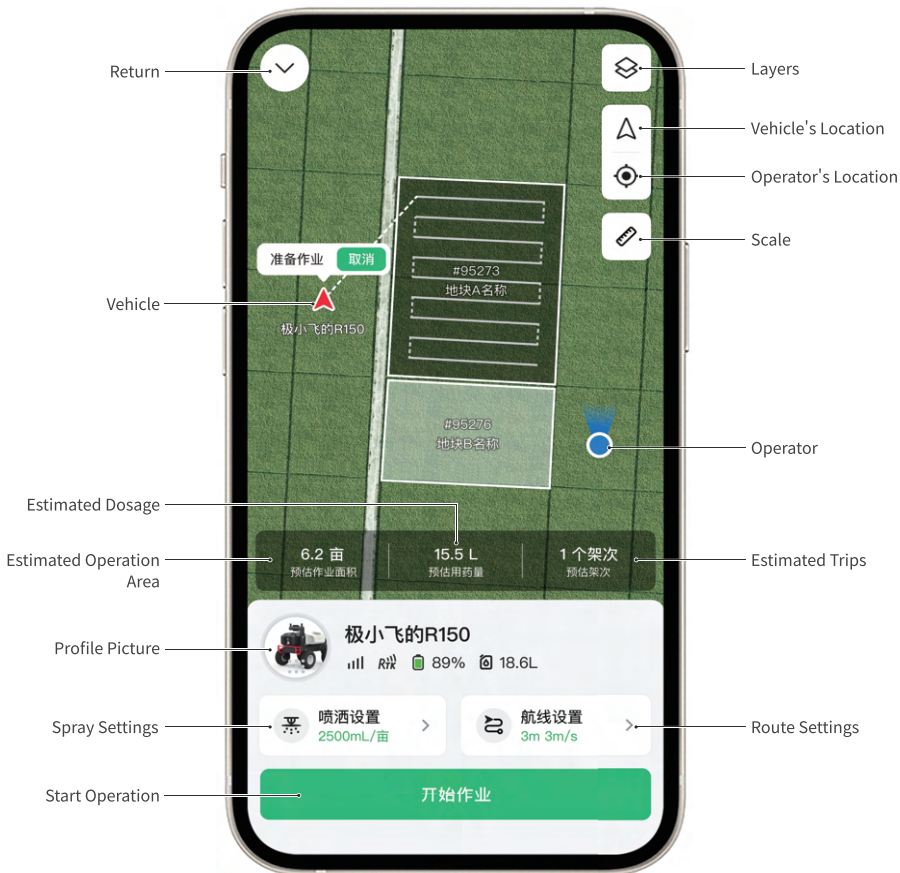 Return
Layers
Vehicle's Location
Operator's Location
Scale
准备作业 取消
#95273
地块A名称
Vehicle
极小飞的R150
#95276
地块B名称
Operator
Estimated Dosage
Estimated Operation
Area
6.2 亩 15.5 L 1 个架次
预估作业面积 预估用药量 预估架次
Estimated Trips
Profile Picture
极小飞的R150
RTK 89% 18.6L
Spray Settings
喷洒设置
2500mL/亩
航线设置
3m 3m/s
Route Settings
Start Operation
开始作业